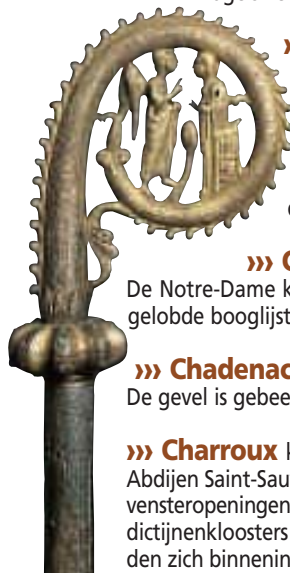 »› 
De Notre-Dame k
gelobde booglijst
»› Chadenac
De gevel is gebee
»› Charroux k
Abdijen Saint-Sau
vensteropeningen
dictijnenkloosters
den zich binnenin